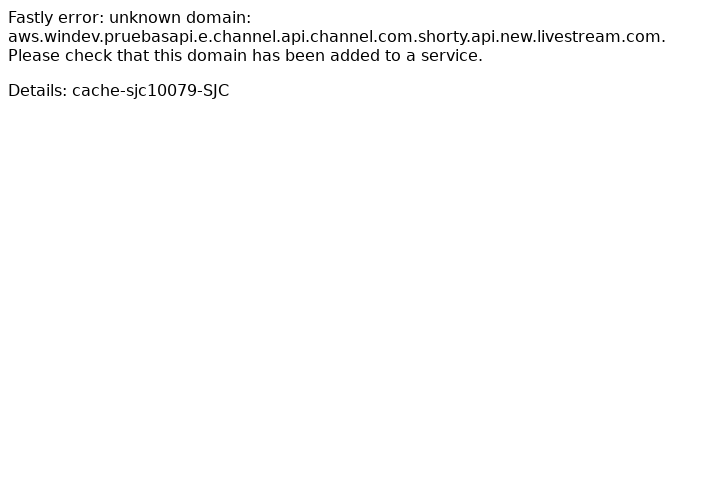 Fastly error: unknown domain:
aws.windev.pruebasapi.e.channel.api.channel.com.shorty.api.new.livestream.com.
Please check that this domain has been added to a service.
Details: cache-sjc10079-SJC